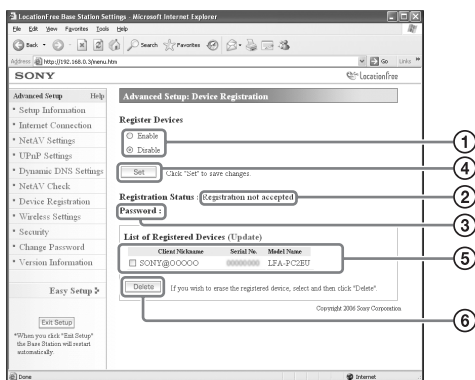 LocationFree Base Station Settings - Microsoft Internet Explorer
File Edit View Favorites Tools Help
Back Search Favorites
Address http://192.168.0.3/menu.htm Go Links
SONY LocationFree
Advanced Setup Help
* Setup Information
* Internet Connection
* NetAV Settings
* UPnP Settings
* Dynamic DNS Settings
* NetAV Check
* Device Registration
* Wireless Settings
* Security
* Change Password
* Version Information
Easy Setup
Exit Setup
*When you click "Exit Setup"
the Base Station will restart
automatically.
Advanced Setup: Device Registration
Register Devices
Enable
Disable
1
Set Click "Set" to save changes.
4
Registration Status : Registration not accepted
2
Password :
3
List of Registered Devices (Update)
Client Nickname Serial No. Model Name
SONY@OOOOO LFA-PC2EU
5
Delete If you wish to erase the registered device, select and then click "Delete".
6
Copyright 2006 Sony Corporation
Done Internet